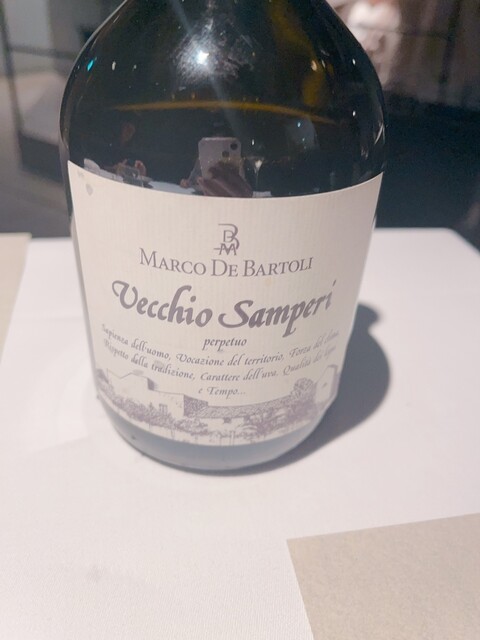 MARCO DE BARTOLI
Vecchio Samperi
perpetuo
Sapienza dell'uomo, Vocazione del territorio, Forza del clima
Rispetto della tradizione, Carattere dell'uva, Qualità del
e Tempo...